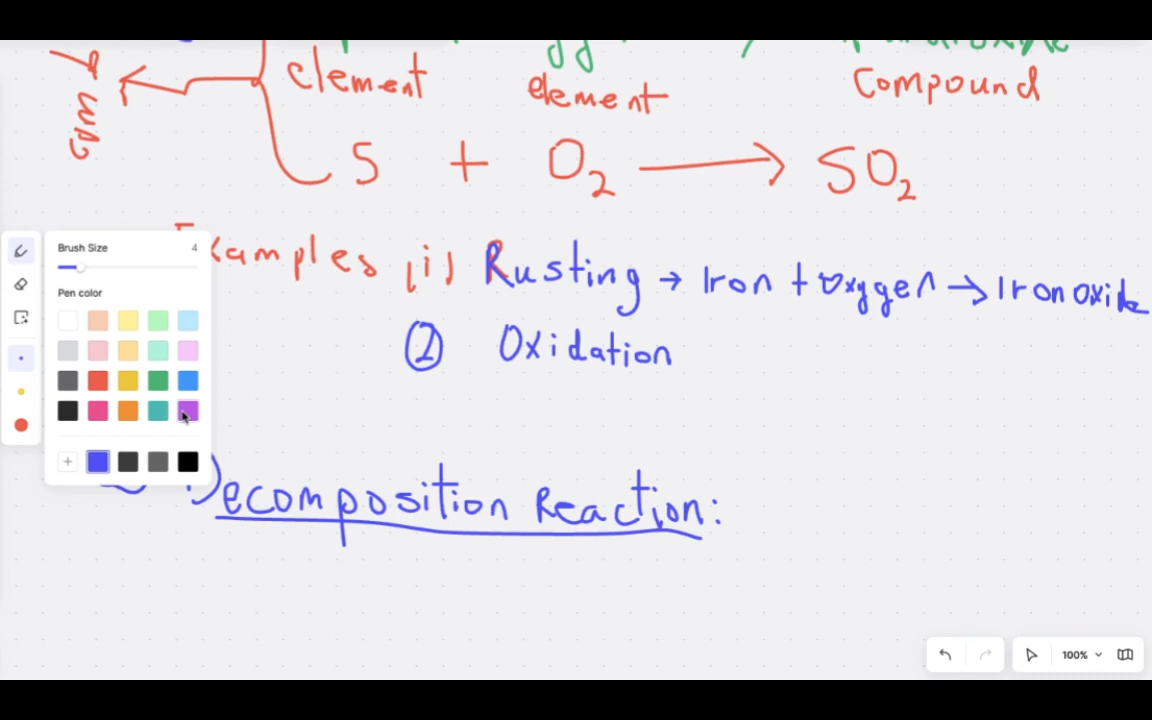 element element Compound
S + O₂ ⟶ SO₂
xamples (i) Rusting → Iron + oxygen → Iron oxide
② Oxidation
Decomposition Reaction:
Brush Size 4
Pen color
100%